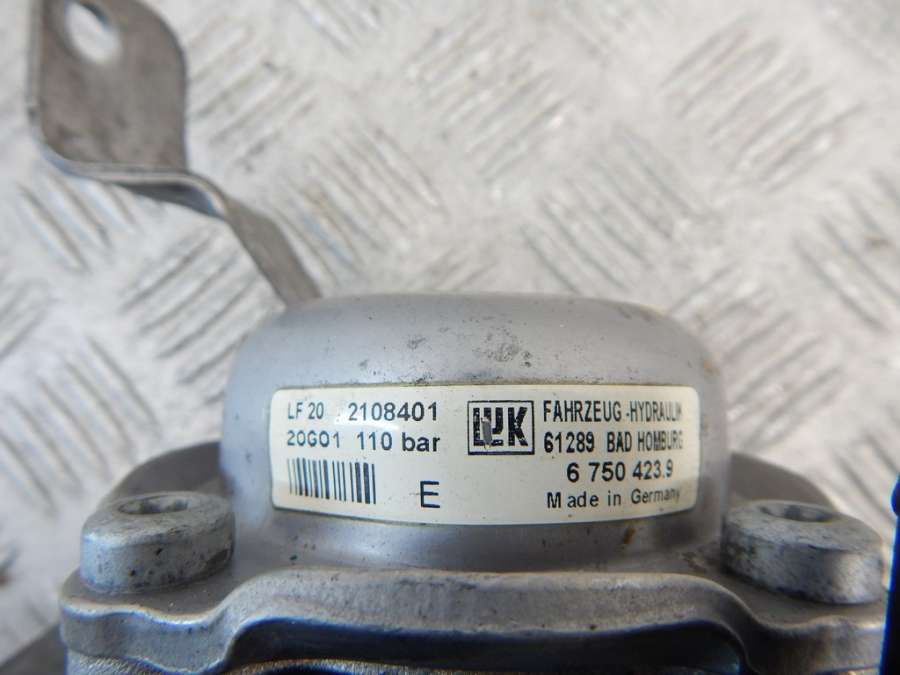 LF 20 2108401
20G01 110 bar
E
LuK
FAHRZEUG-HYDRAULIK
61289 BAD HOMBURG
6 750 423.9
Made in Germany